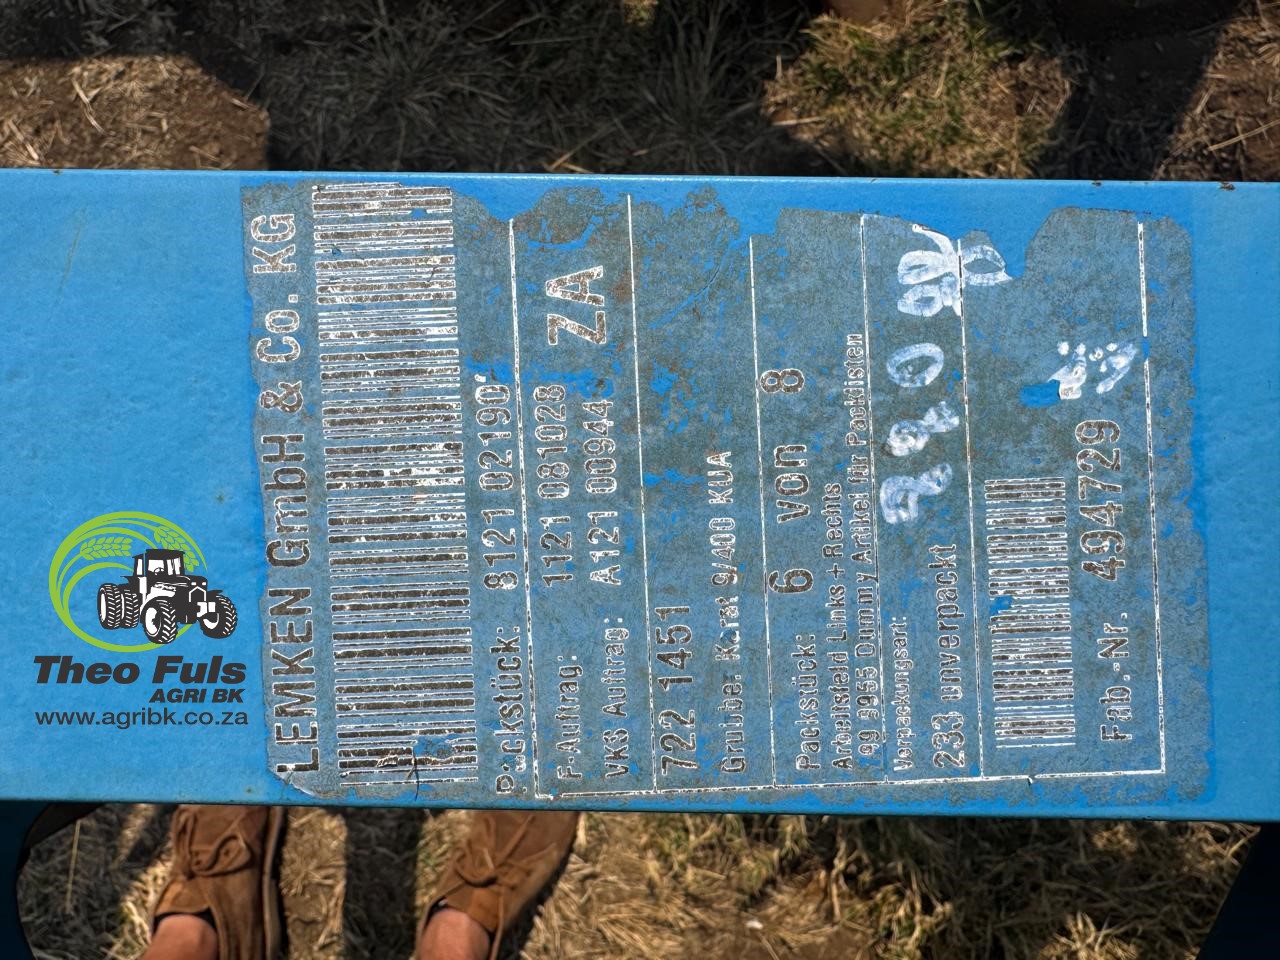 LEMKEN GmbH & Co. KG
Packstück: 8121 02190
F-Auftrag: 1121 081028
VKS Auftrag: A121 00944
ZA
722 1451
Grubber Karat 9/400 KUA
Packstück: 6 von 8
Arbeitsfeld Links + Rechts
799 9955 Dummy Artikel für Packlisten
Verpackungsart:
233 unverpackt
Fab.-Nr. 494729
Theo Fuls
AGRI BK
www.agribk.co.za